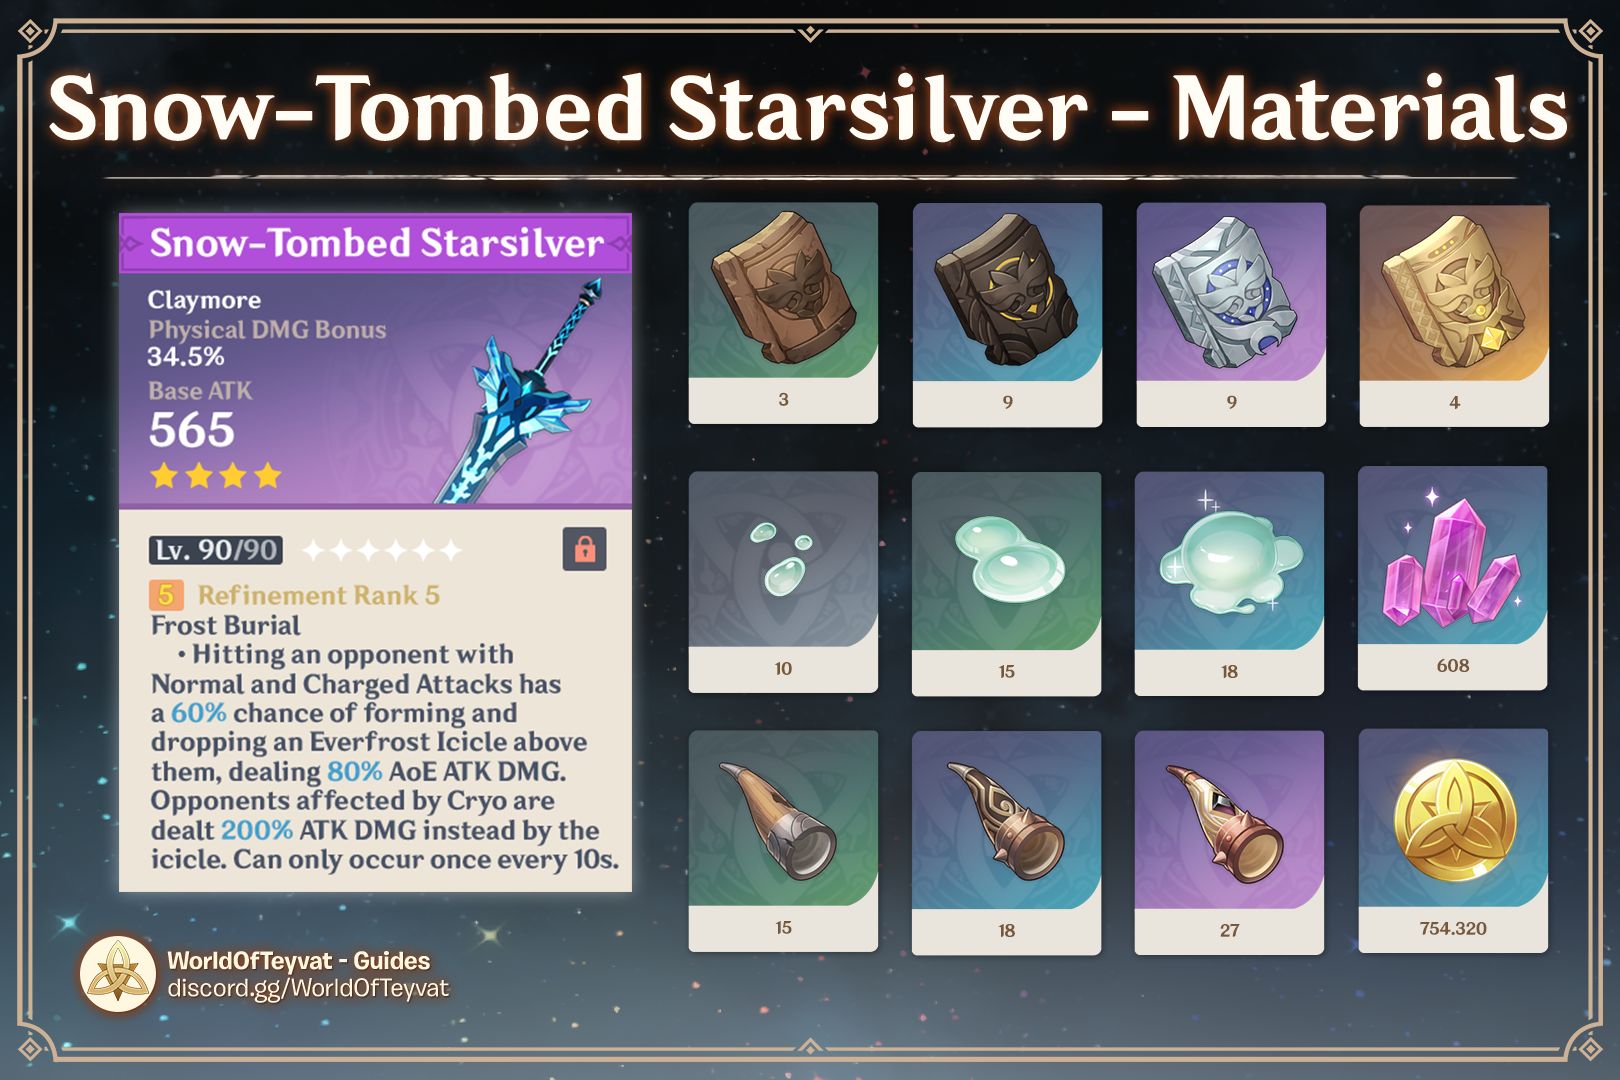 Snow-Tombed Starsilver - Materials
Snow-Tombed Starsilver
Claymore
Physical DMG Bonus
34.5%
Base ATK
565
Lv. 90/90
5 Refinement Rank 5
Frost Burial
• Hitting an opponent with
Normal and Charged Attacks has
a 60% chance of forming and
dropping an Everfrost Icicle above
them, dealing 80% AoE ATK DMG.
Opponents affected by Cryo are
dealt 200% ATK DMG instead by the
icicle. Can only occur once every 10s.
3
9
9
4
10
15
18
608
15
18
27
754.320
WorldOfTeyvat - Guides
discord.gg/WorldOfTeyvat